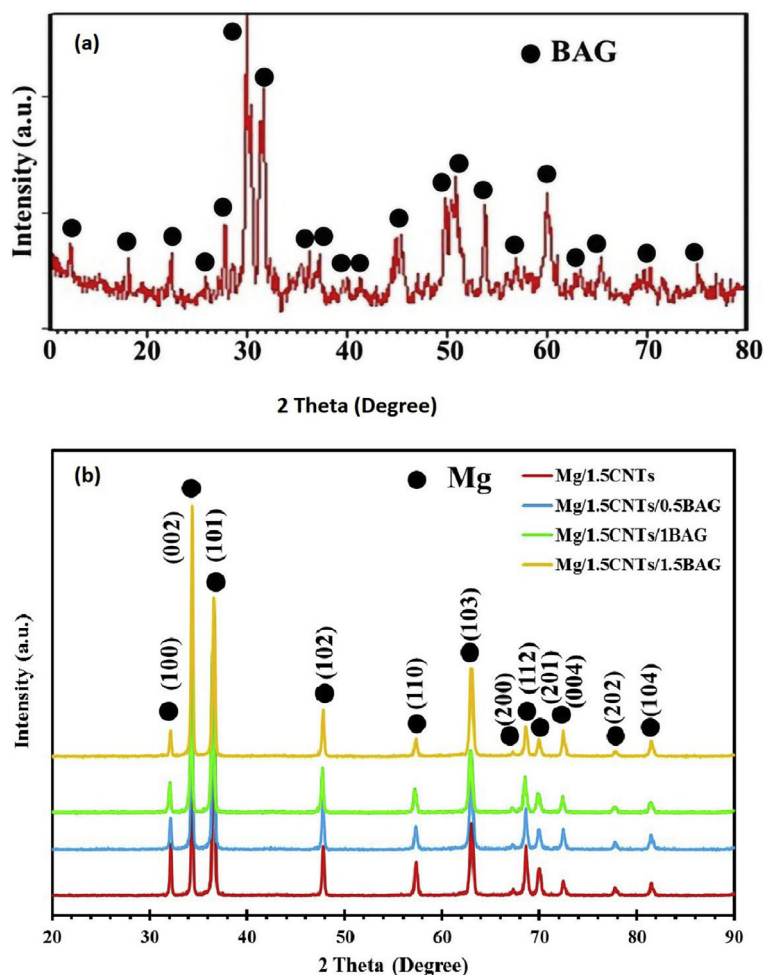 (a)
BAG
Intensity (a.u.)
0 20 30 40 50 60 70 80
2 Theta (Degree)
(b)
Mg
Mg/1.5CNTs
Mg/1.5CNTs/0.5BAG
Mg/1.5CNTs/1BAG
Mg/1.5CNTs/1.5BAG
(100)
(002)
(101)
(102)
(110)
(103)
(200)
(112)
(201)
(004)
(202)
(104)
Intensity (a.u.)
20 30 40 50 60 70 80 90
2 Theta (Degree)